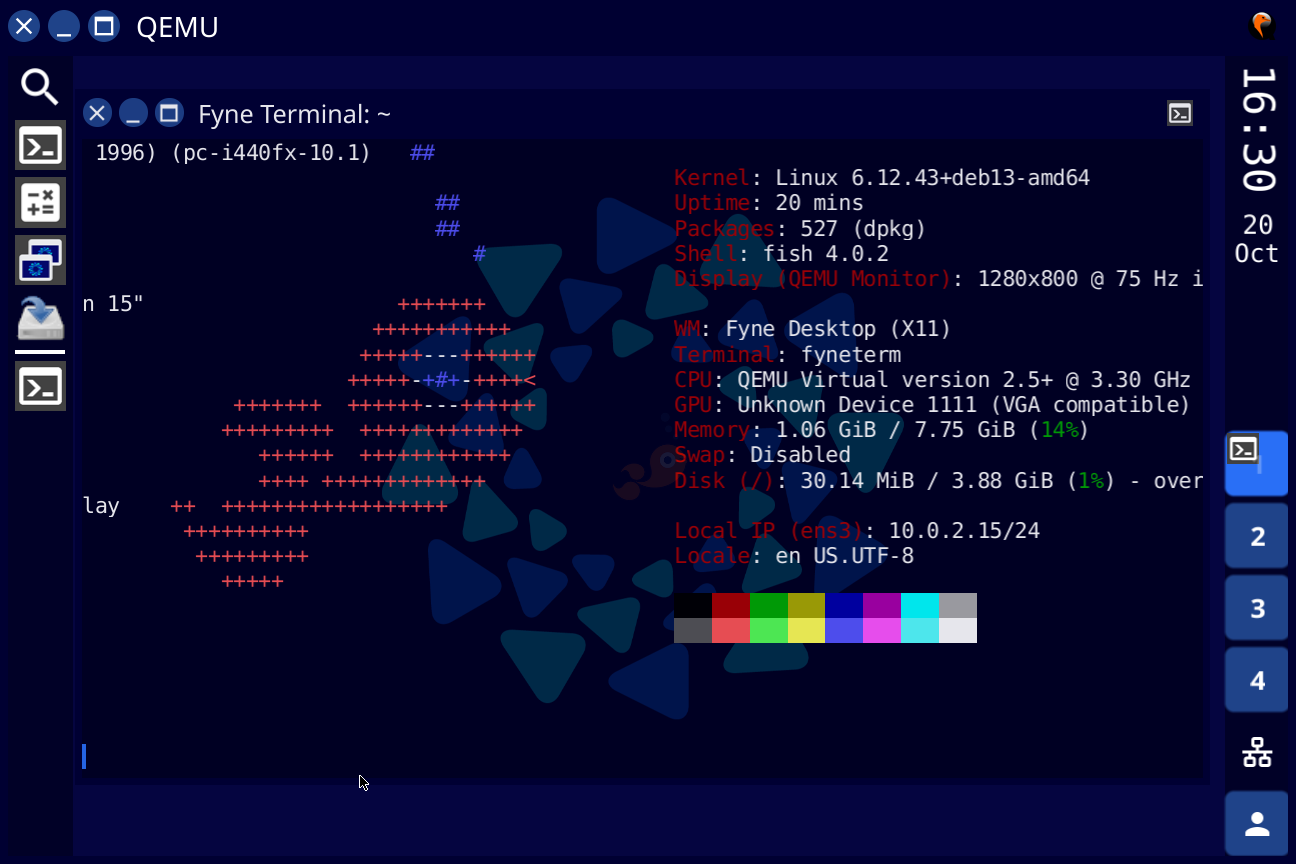 QEMU
16:30
20
Oct
Fyne Terminal: ~
1996) (pc-i440fx-10.1)   ##
Kernel: Linux 6.12.43+deb13-amd64
## Uptime: 20 mins
## Packages: 527 (dpkg)
# Shell: fish 4.0.2
Display (QEMU Monitor): 1280x800 @ 75 Hz i
n 15"                    +++++++
+++++++++++ WM: Fyne Desktop (X11)
+++++---++++++ Terminal: fyneterm
+++++-+#+-++++< CPU: QEMU Virtual version 2.5+ @ 3.30 GHz
+++++++  ++++++---++++++ GPU: Unknown Device 1111 (VGA compatible)
+++++++++  +++++++++++++ Memory: 1.06 GiB / 7.75 GiB (14%)
++++++  ++++++++++++ Swap: Disabled
++++ +++++++++++++ Disk (/): 30.14 MiB / 3.88 GiB (1%) - over
lay    ++  ++++++++++++++++++
++++++++++ Local IP (ens3): 10.0.2.15/24
+++++++++ Locale: en US.UTF-8
+++++
2
3
4